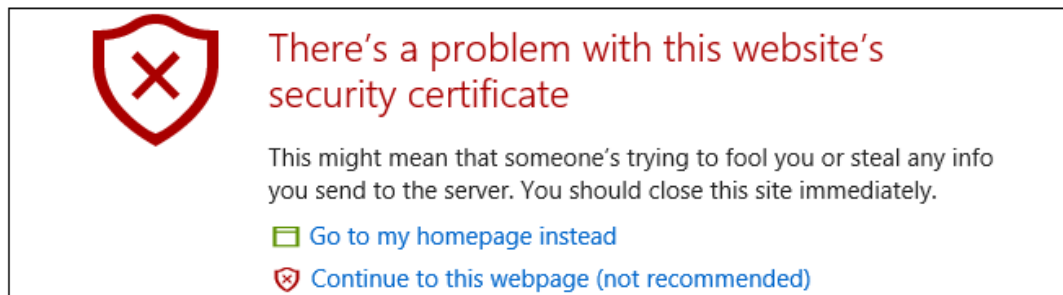 There’s a problem with this website’s
security certificate
This might mean that someone’s trying to fool you or steal any info
you send to the server. You should close this site immediately.
Go to my homepage instead
Continue to this webpage (not recommended)